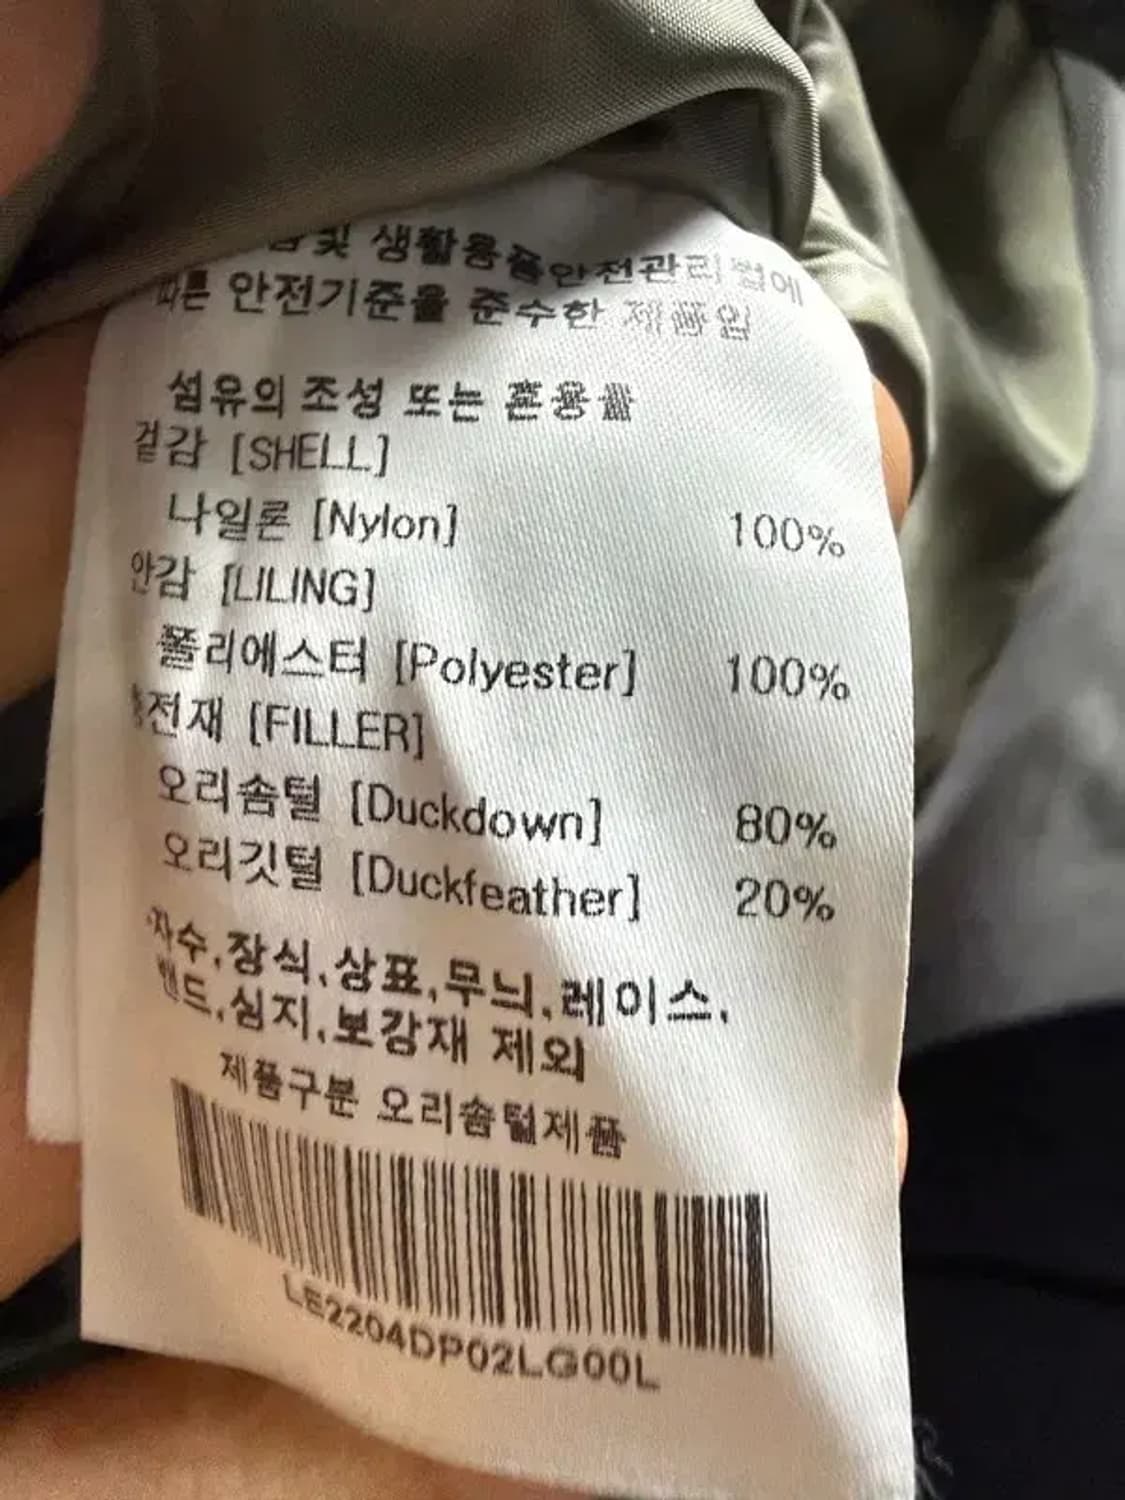 및 생활용품안전관리법에
따른 안전기준을 준수한 제품임
섬유의 조성 또는 혼용률
겉감 [SHELL]
나일론 [Nylon] 100%
안감 [LILING]
폴리에스터 [Polyester] 100%
충전재 [FILLER]
오리솜털 [Duckdown] 80%
오리깃털 [Duckfeather] 20%
*자수,장식,상표,무늬,레이스,
밴드,심지,보강재 제외
제품구분 오리솜털제품
LE2204DP02LG00L